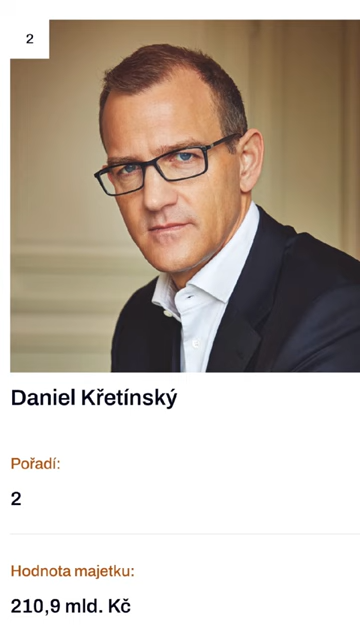 2
Daniel Křetínský
Pořadí:
2
Hodnota majetku:
210,9 mld. Kč